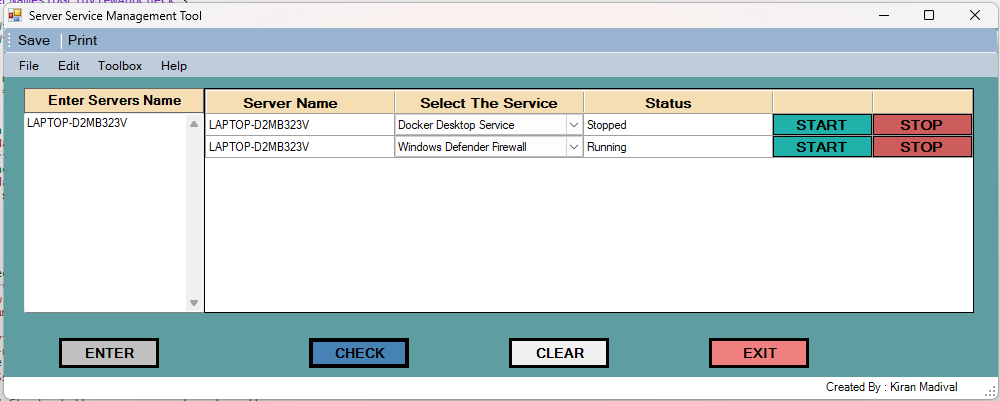 Server Service Management Tool
Save Print
File Edit Toolbox Help
Enter Servers Name Server Name Select The Service Status
LAPTOP-D2MB323V LAPTOP-D2MB323V Docker Desktop Service Stopped START STOP
LAPTOP-D2MB323V Windows Defender Firewall Running START STOP
ENTER CHECK CLEAR EXIT
Created By : Kiran Madival